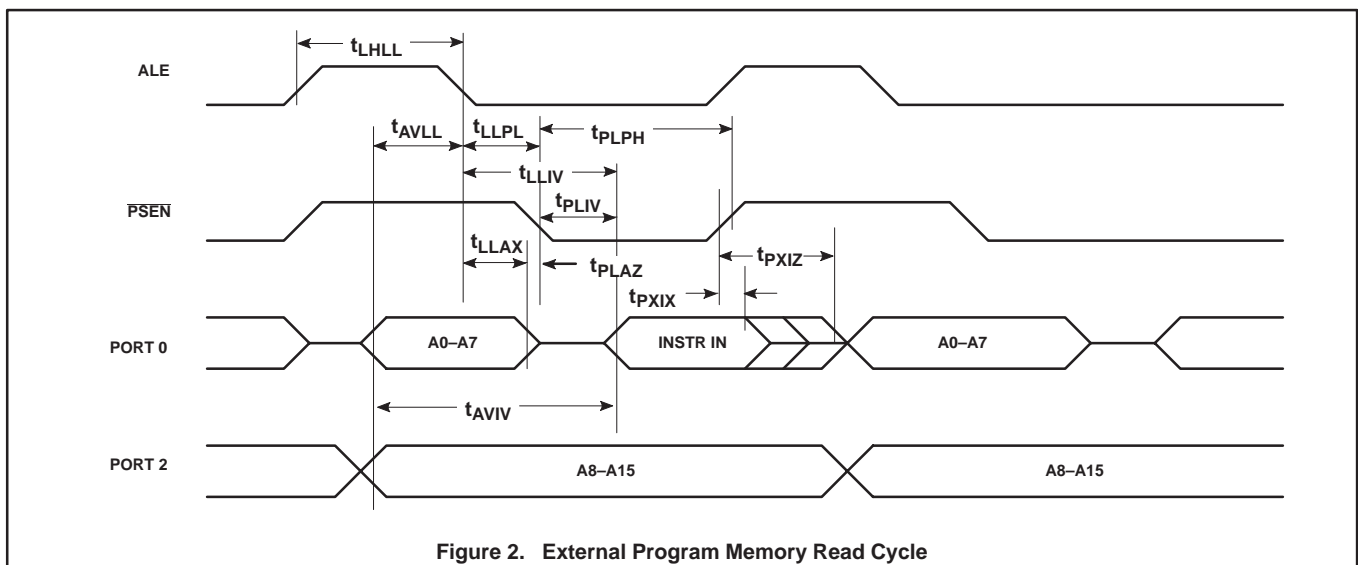 tLHLL
ALE
tAVLL
tLLPL
tPLPH
tLLIV
PSEN
tPLIV
tLLAX
tPLAZ
tPXIZ
tPXIX
PORT 0
A0–A7
INSTR IN
A0–A7
tAVIV
PORT 2
A8–A15
A8–A15
Figure 2. External Program Memory Read Cycle